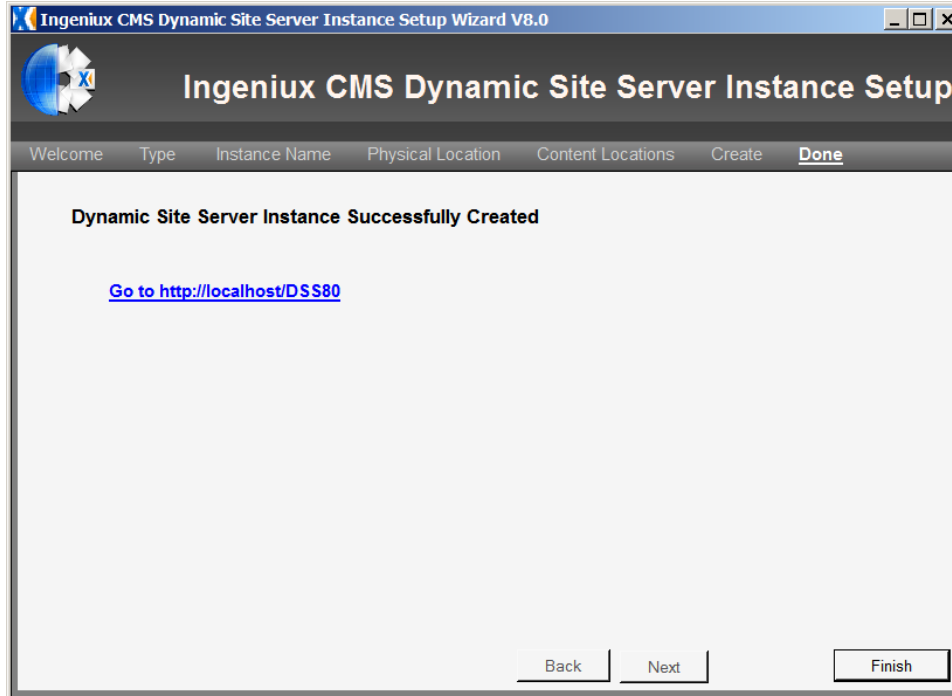 Ingeniux CMS Dynamic Site Server Instance Setup Wizard V8.0
X
Ingeniux CMS Dynamic Site Server Instance Setup
Welcome Type Instance Name Physical Location Content Locations Create Done
Dynamic Site Server Instance Successfully Created
Go to http://localhost/DSS80
Back Next Finish